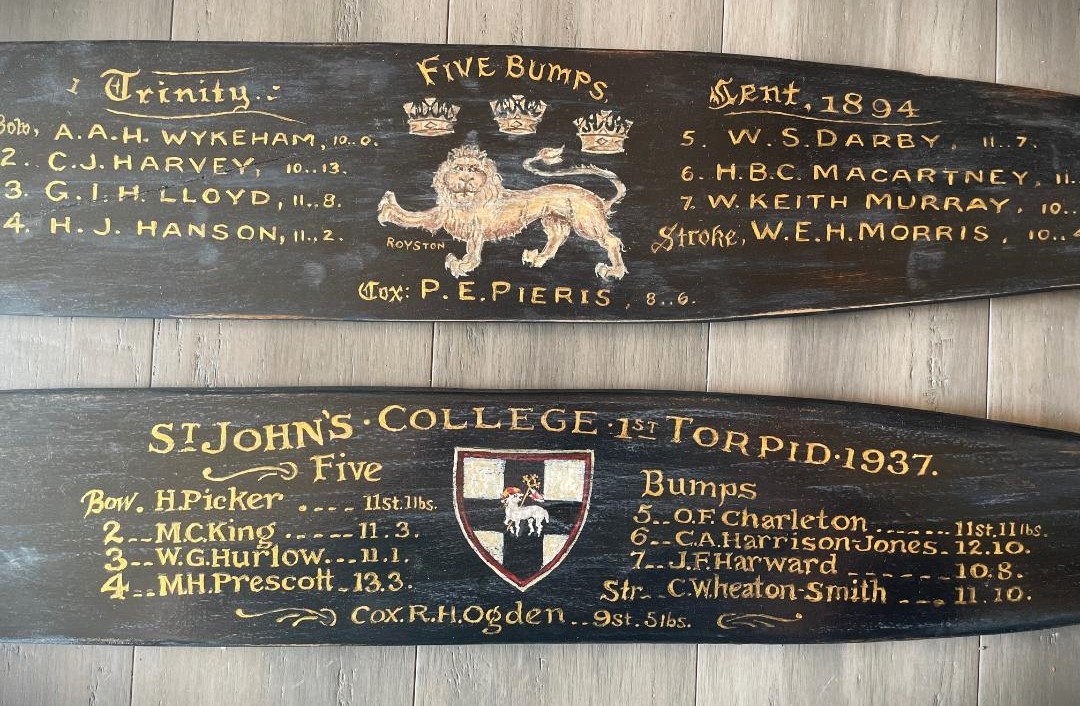 I Trinity..:
Bow, A.A.H. WYKEHAM, 10..0.
2. C.J. HARVEY, 10..13.
3. G.I.H. LLOYD, 11..8.
4. H.J. HANSON, 11..2.
FIVE BUMPS,
ROYSTON
Lent, 1894
5. W.S. DARBY, 11..7.
6. H.B.C. MACARTNEY, 11..
7. W. KEITH MURRAY, 10..
Stroke, W.E.H. MORRIS, 10..
Cox: P.E. PIERIS, 8..6.
ST JOHN'S · COLLEGE · 1ST TORPID · 1937.
Five
Bow. H.Picker .... 11st.1lbs.
2..M.C.King ..... 11.3.
3--W.G.Hurlow...11.1.
4..M.H.Prescott-13.3.
Bumps
5..O.F. Charleton ....... 11st.11lbs.
6--C.A.Harrison-Jones-12.10.
7--J.F.Harward ...... 10.8.
Str- C.Wheaton-Smith .... 11.10.
Cox. R.H.Ogden..9st.5lbs.